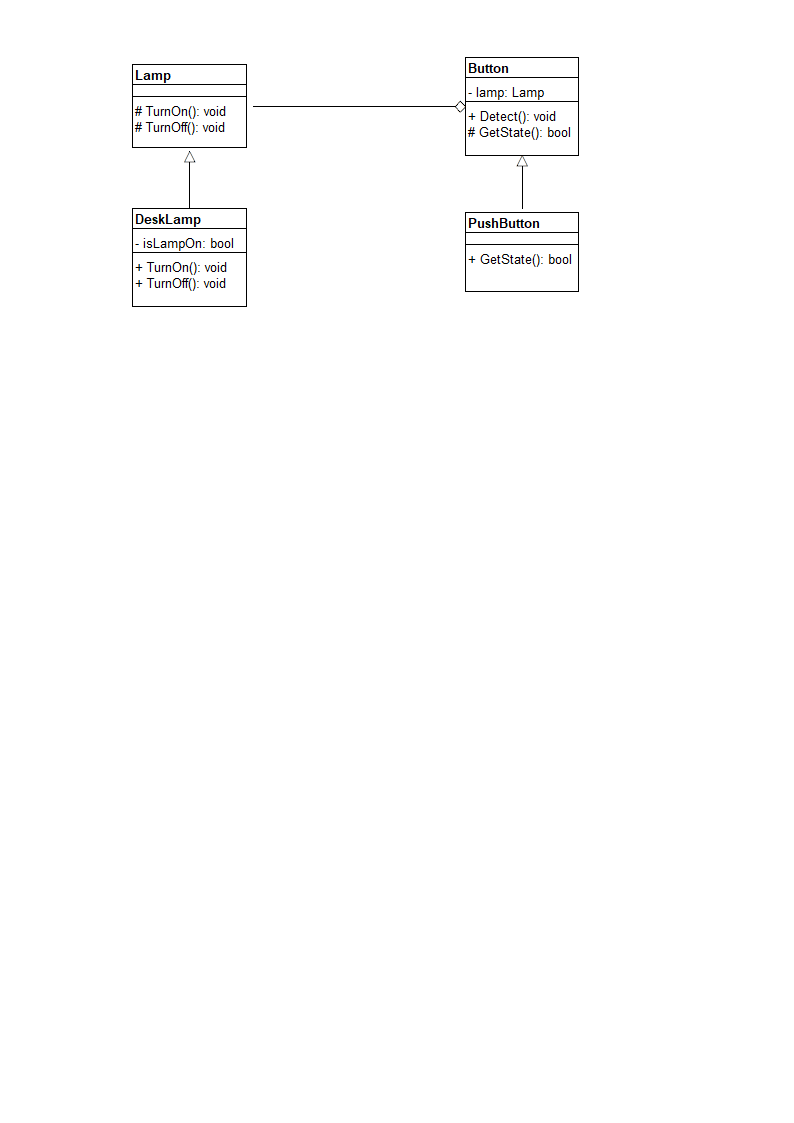 Lamp
# TurnOn(): void
# TurnOff(): void
Button
- lamp: Lamp
+ Detect(): void
# GetState(): bool
DeskLamp
- isLampOn: bool
+ TurnOn(): void
+ TurnOff(): void
PushButton
+ GetState(): bool